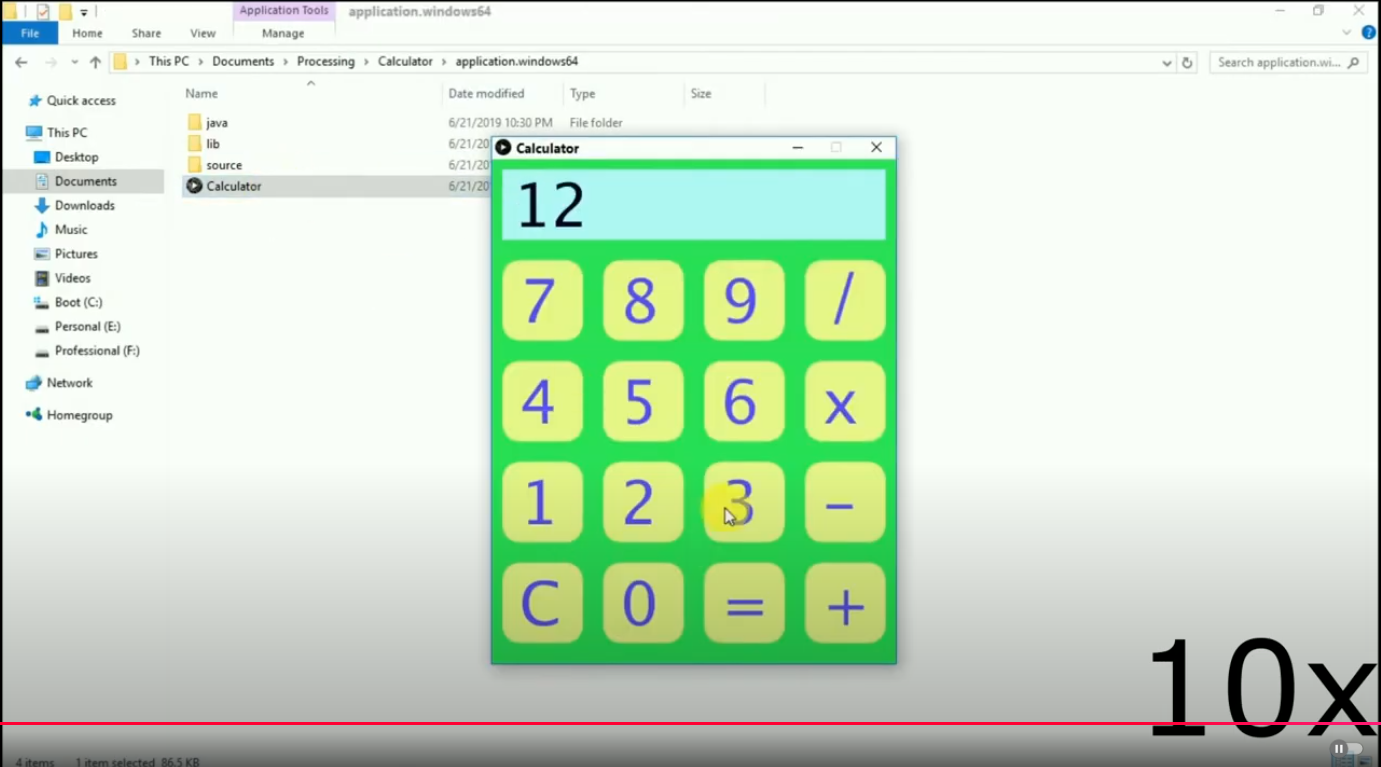 Application Tools application.windows64
File Home Share View Manage
This PC Documents Processing Calculator application.windows64 Search application.wi...
Name Date modified Type Size
Quick access
java 6/21/2019 10:30 PM File folder
This PC
lib 6/21/20
Desktop
source 6/21/20
Documents
Calculator 6/21/20
Downloads
Music
Pictures
Videos
Boot (C:)
Personal (E:)
Professional (F:)
Network
Homegroup
Calculator
12
7 8 9 /
4 5 6 x
1 2 3 −
C 0 = +
10x
4 items 1 item selected 86.5 KB